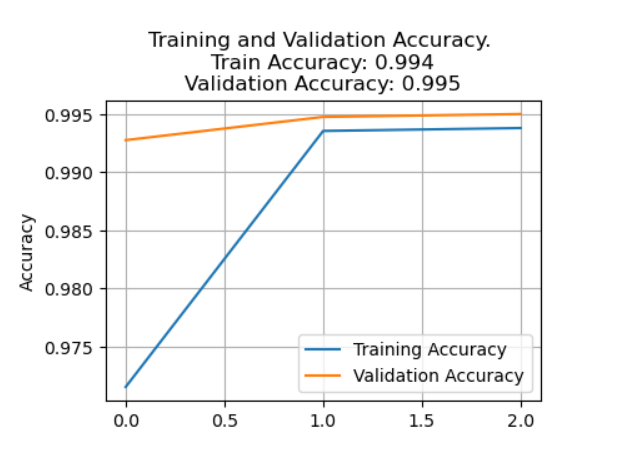 Training and Validation Accuracy.
Train Accuracy: 0.994
Validation Accuracy: 0.995
0.995
0.990
0.985
0.980
0.975
Accuracy
Training Accuracy
Validation Accuracy
0.0
0.5
1.0
1.5
2.0